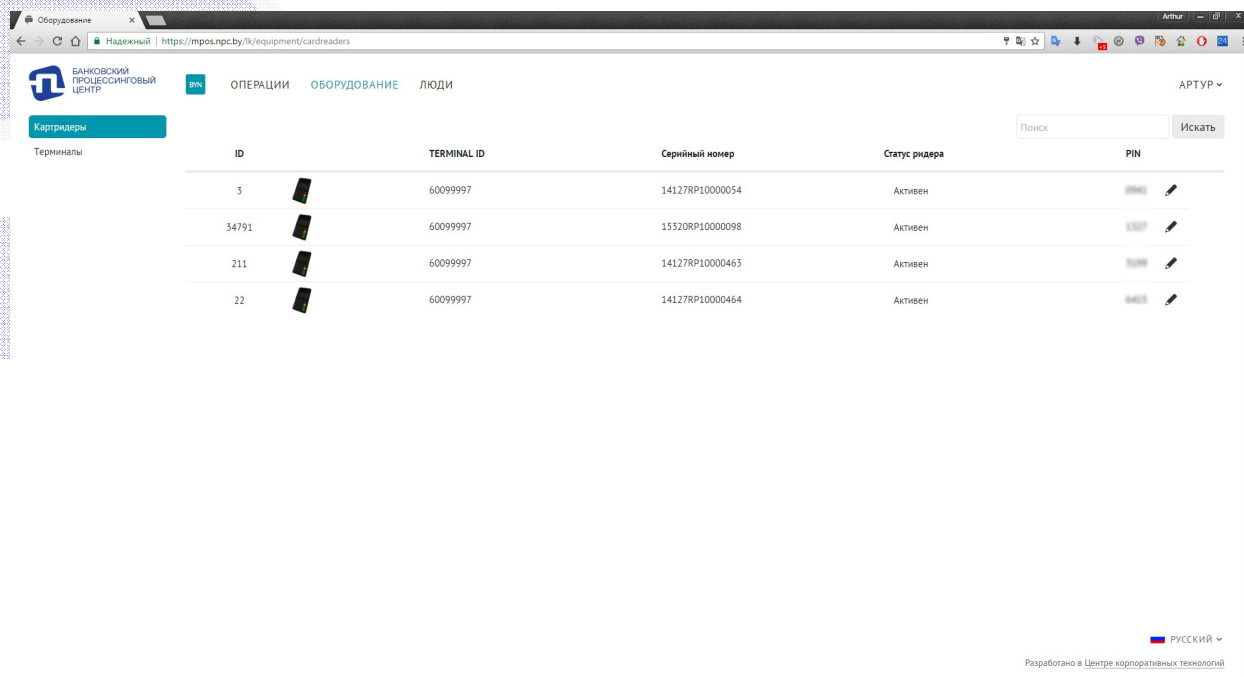 Оборудование
Arthur
Надежный https://mpos.npc.by/lk/equipment/cardreaders
+5
24
БАНКОВСКИЙ
ПРОЦЕССИНГОВЫЙ
ЦЕНТР
BYN ОПЕРАЦИИ ОБОРУДОВАНИЕ ЛЮДИ АРТУР
Картридеры
Поиск Искать
Терминалы
ID TERMINAL ID Серийный номер Статус ридера PIN
3 60099997 14127RP10000054 Активен
34791 60099997 15320RP10000098 Активен
211 60099997 14127RP10000463 Активен
22 60099997 14127RP10000464 Активен
РУССКИЙ
Разработано в Центре корпоративных технологий